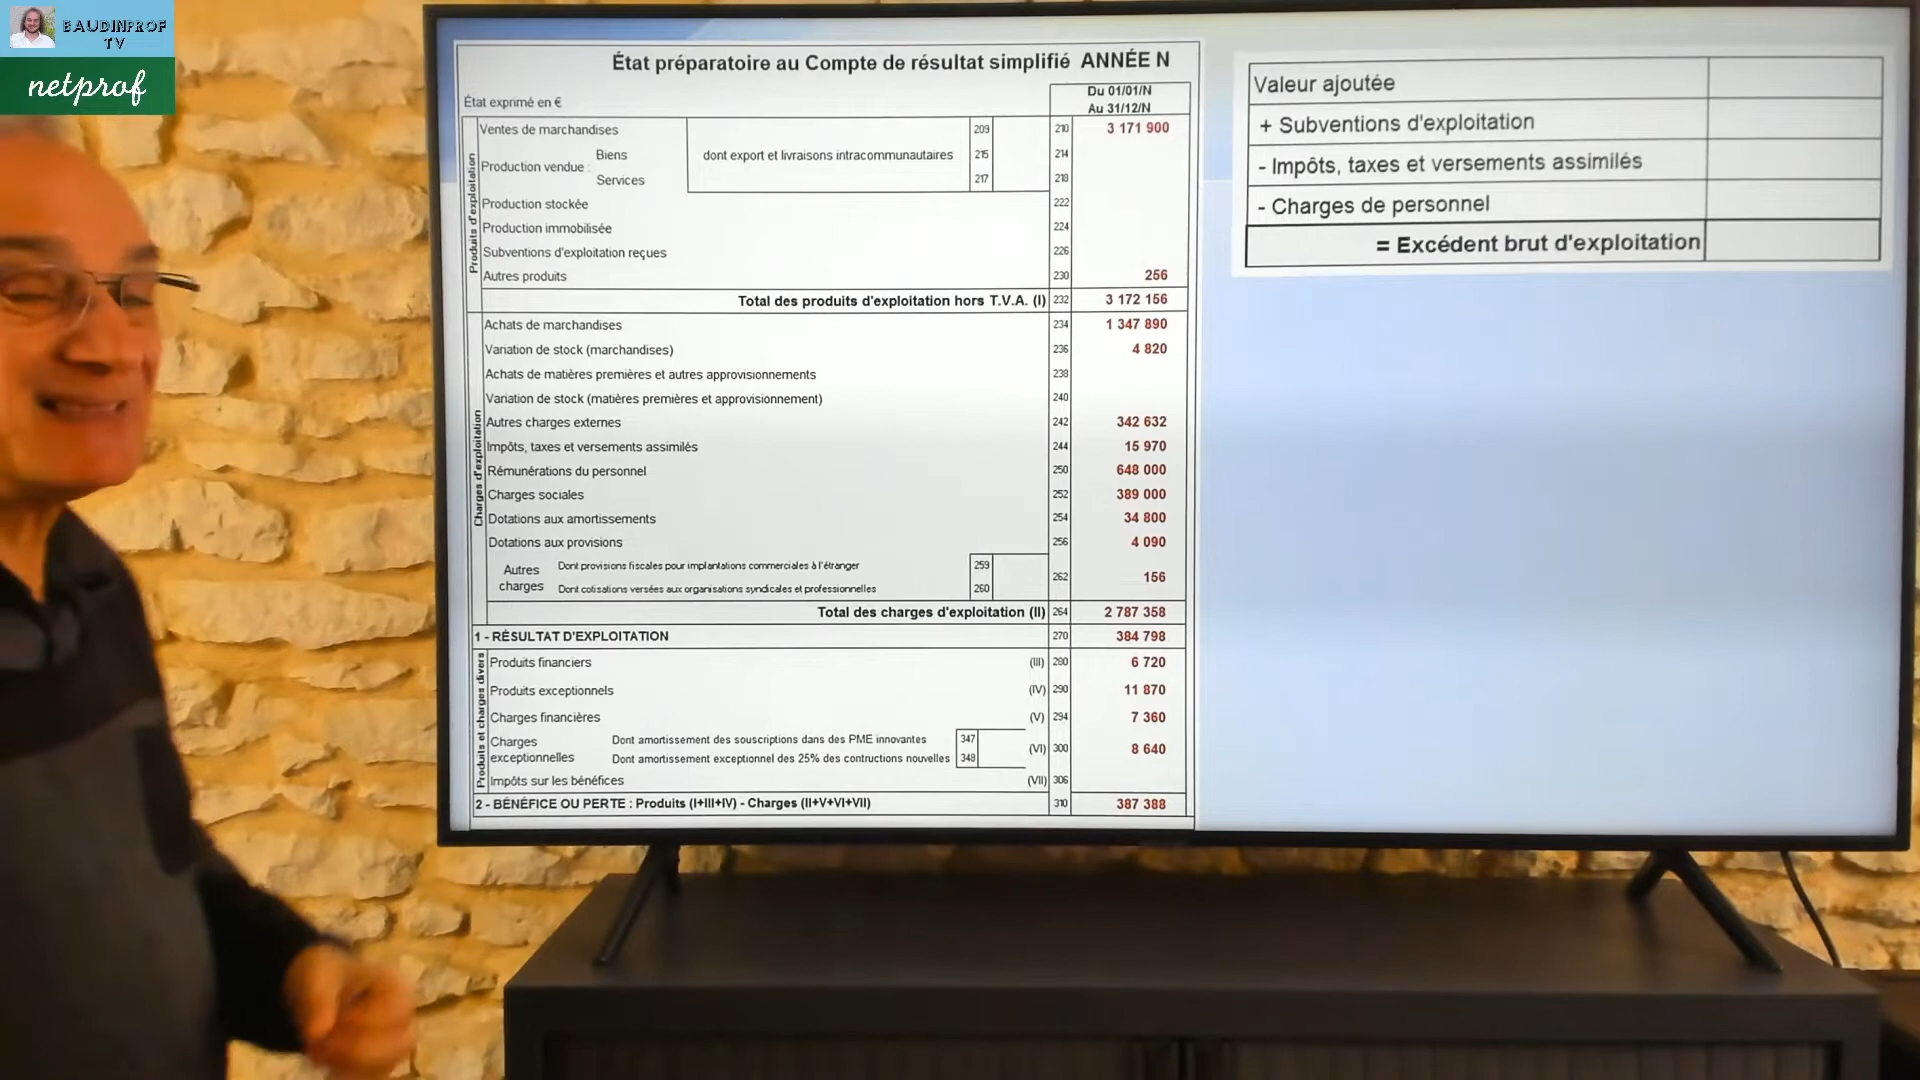 BAUDINPROF
TV
netprof
État préparatoire au Compte de résultat simplifié ANNÉE N
État exprimé en €
Du 01/01/N
Au 31/12/N
Produits d'exploitation
Ventes de marchandises 209 210 3 171 900
Production vendue : Biens dont export et livraisons intracommunautaires 215 214
Services 217 218
Production stockée 222
Production immobilisée 224
Subventions d'exploitation reçues 226
Autres produits 230 256
Total des produits d'exploitation hors T.V.A. (I) 232 3 172 156
Charges d'exploitation
Achats de marchandises 234 1 347 890
Variation de stock (marchandises) 236 4 820
Achats de matières premières et autres approvisionnements 238
Variation de stock (matières premières et approvisionnement) 240
Autres charges externes 242 342 632
Impôts, taxes et versements assimilés 244 15 970
Rémunérations du personnel 250 648 000
Charges sociales 252 389 000
Dotations aux amortissements 254 34 800
Dotations aux provisions 256 4 090
Autres charges Dont provisions fiscales pour implantations commerciales à l'étranger 259 262 156
Dont cotisations versées aux organisations syndicales et professionnelles 260
Total des charges d'exploitation (II) 264 2 787 358
1 - RÉSULTAT D'EXPLOITATION 270 384 798
Produits et charges divers
Produits financiers (III) 280 6 720
Produits exceptionnels (IV) 290 11 870
Charges financières (V) 294 7 360
Charges exceptionnelles Dont amortissement des souscriptions dans des PME innovantes 347 (VI) 300 8 640
Dont amortissement exceptionnel des 25% des contructions nouvelles 348
Impôts sur les bénéfices (VII) 306
2 - BÉNÉFICE OU PERTE : Produits (I+III+IV) - Charges (II+V+VI+VII) 310 387 388
Valeur ajoutée
+ Subventions d'exploitation
- Impôts, taxes et versements assimilés
- Charges de personnel
= Excédent brut d'exploitation